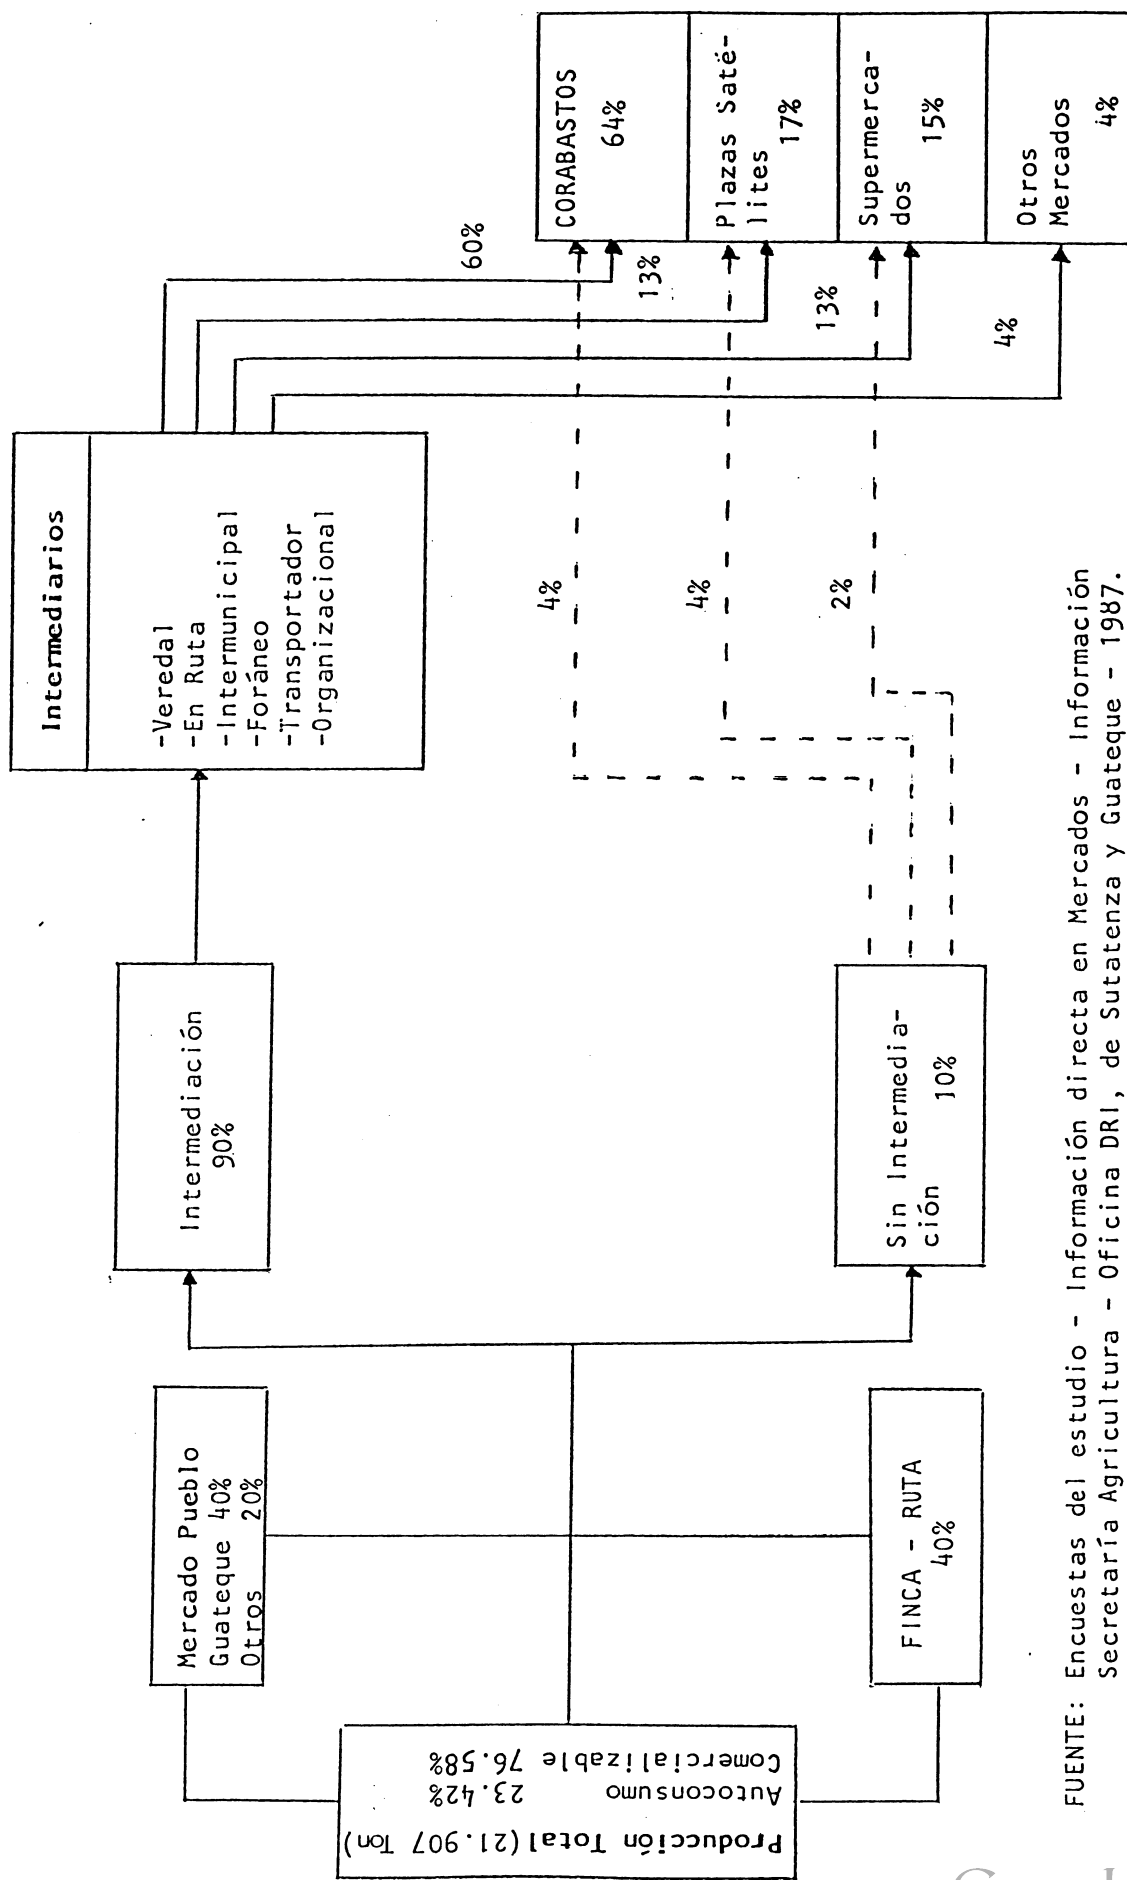 Producción Total (21.907 Ton)
Autoconsumo 23.42%
Comercializable 76.58%
Mercado Pueblo
Guateque 40%
Otros 20%
FINCA - RUTA
40%
Intermediación
90%
Sin Intermedia-
ción 10%
Intermediarios
-Veredal
-En Ruta
-Intermunicipal
-Foráneo
-Transportador
-Organizacional
4%
4%
2%
60%
13%
13%
4%
CORABASTOS
64%
Plazas Saté-
lites
17%
Supermerca-
dos
15%
Otros
Mercados
4%
FUENTE: Encuestas del estudio - Información directa en Mercados - Información
Secretaría Agricultura - Oficina DRI, de Sutatenza y Guateque - 1987.